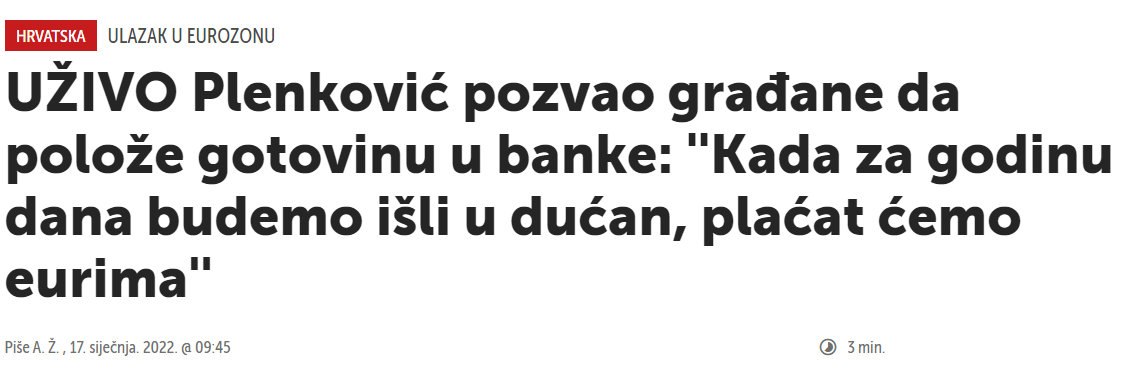 HRVATSKA ULAZAK U EUROZONU
UŽIVO Plenković pozvao građane da
polože gotovinu u banke: "Kada za godinu
dana budemo išli u dućan, plaćat ćemo
eurima"
Piše A. Ž. , 17. siječnja. 2022. @ 09:45 3 min.